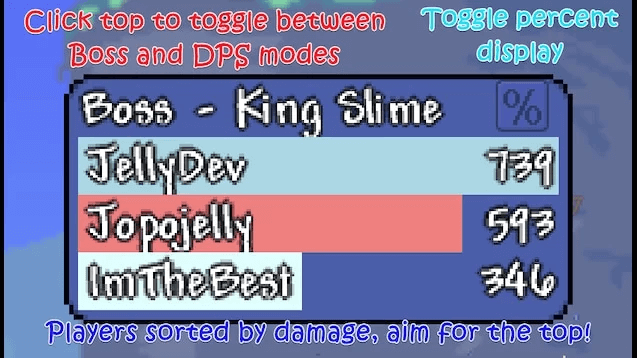 Click top to toggle between
Boss and DPS modes
Toggle percent
display
Boss - King Slime %
JellyDev 739
Jopojelly 593
ImTheBest 346
Players sorted by damage, aim for the top!